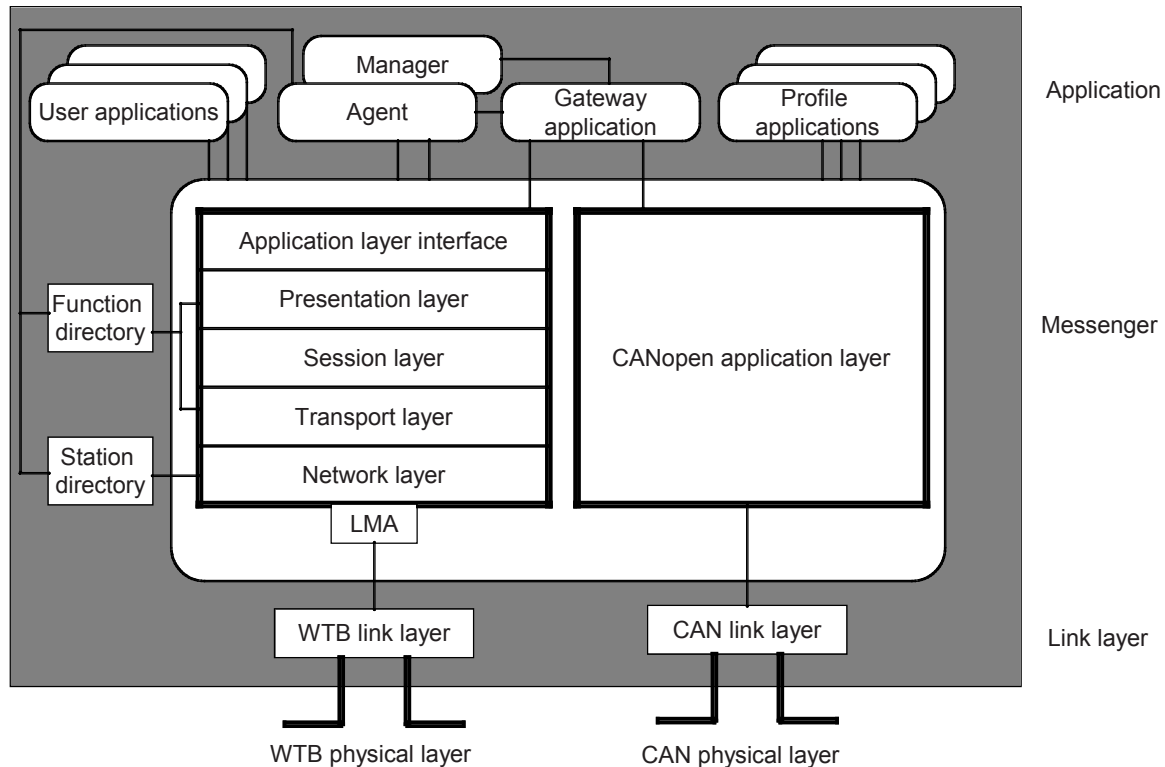 Manager
Application
User applications
Agent
Gateway
application
Profile
applications
Application layer interface
Function
directory
Presentation layer
Messenger
Session layer
CANopen application layer
Transport layer
Station
directory
Network layer
LMA
WTB link layer
CAN link layer
Link layer
WTB physical layer
CAN physical layer